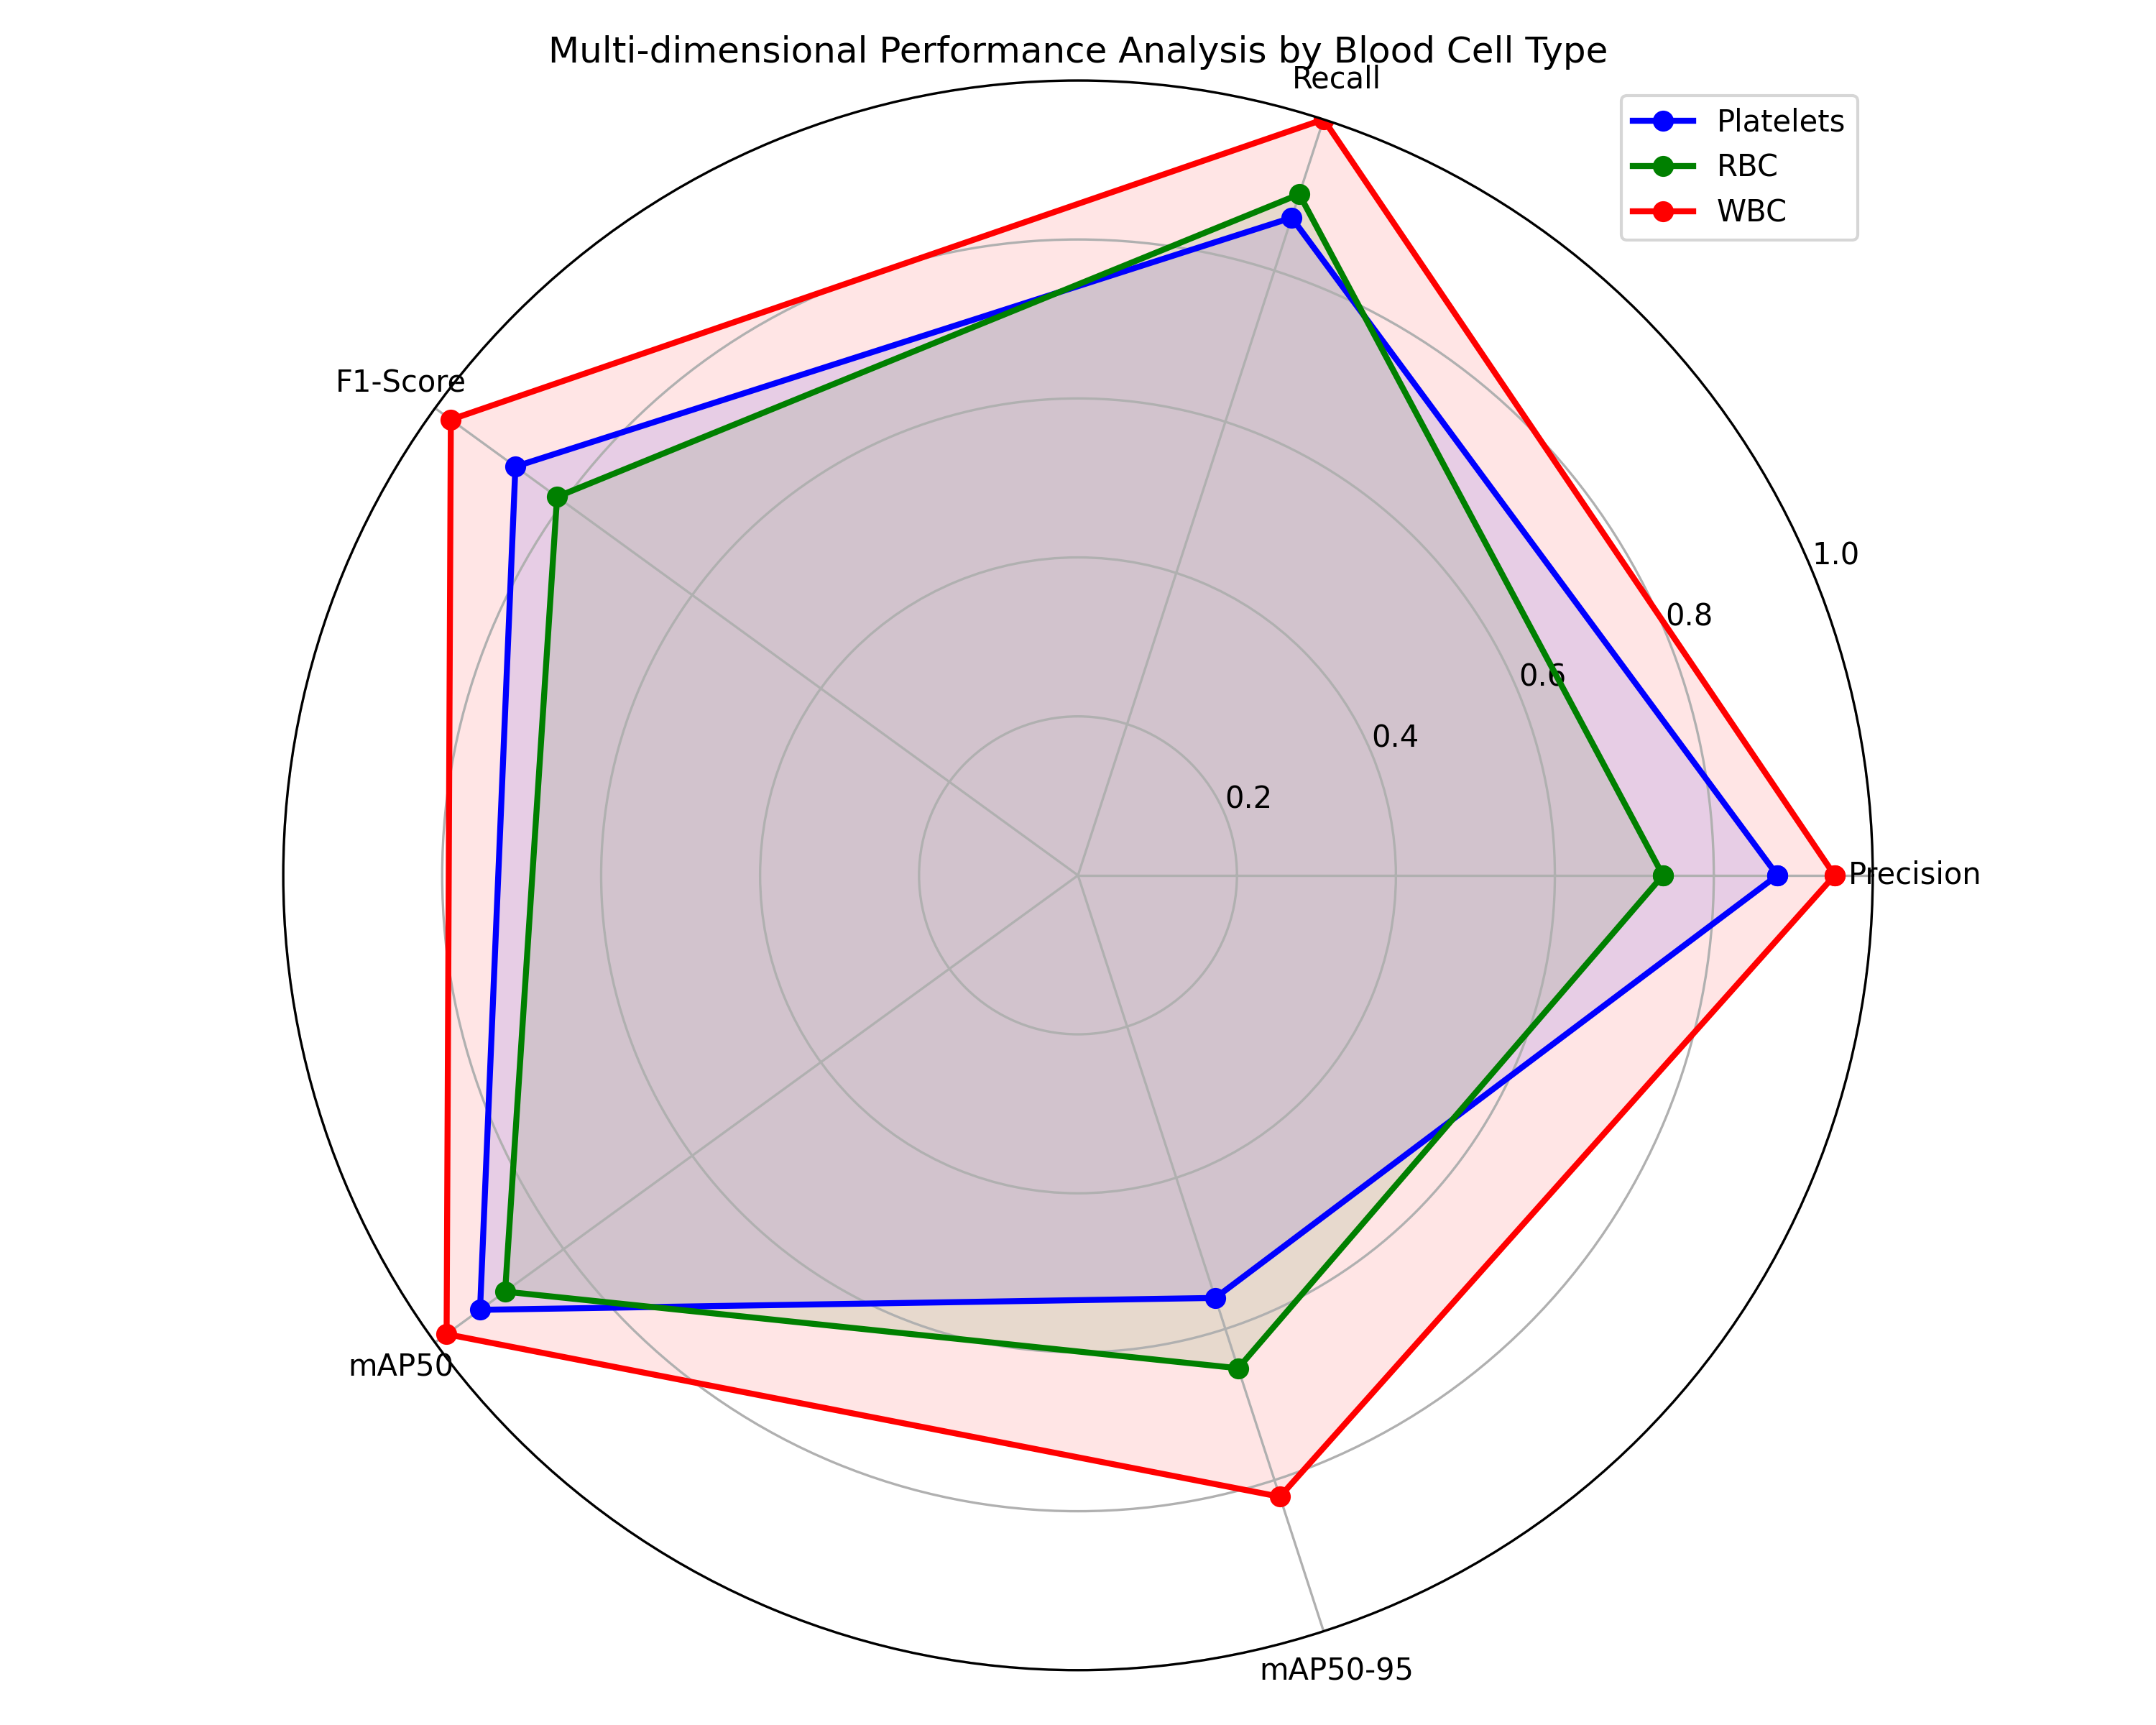 Multi-dimensional Performance Analysis by Blood Cell Type
Recall
Platelets
RBC
WBC
F1-Score
1.0
0.8
0.6
0.4
0.2
Precision
mAP50
mAP50-95